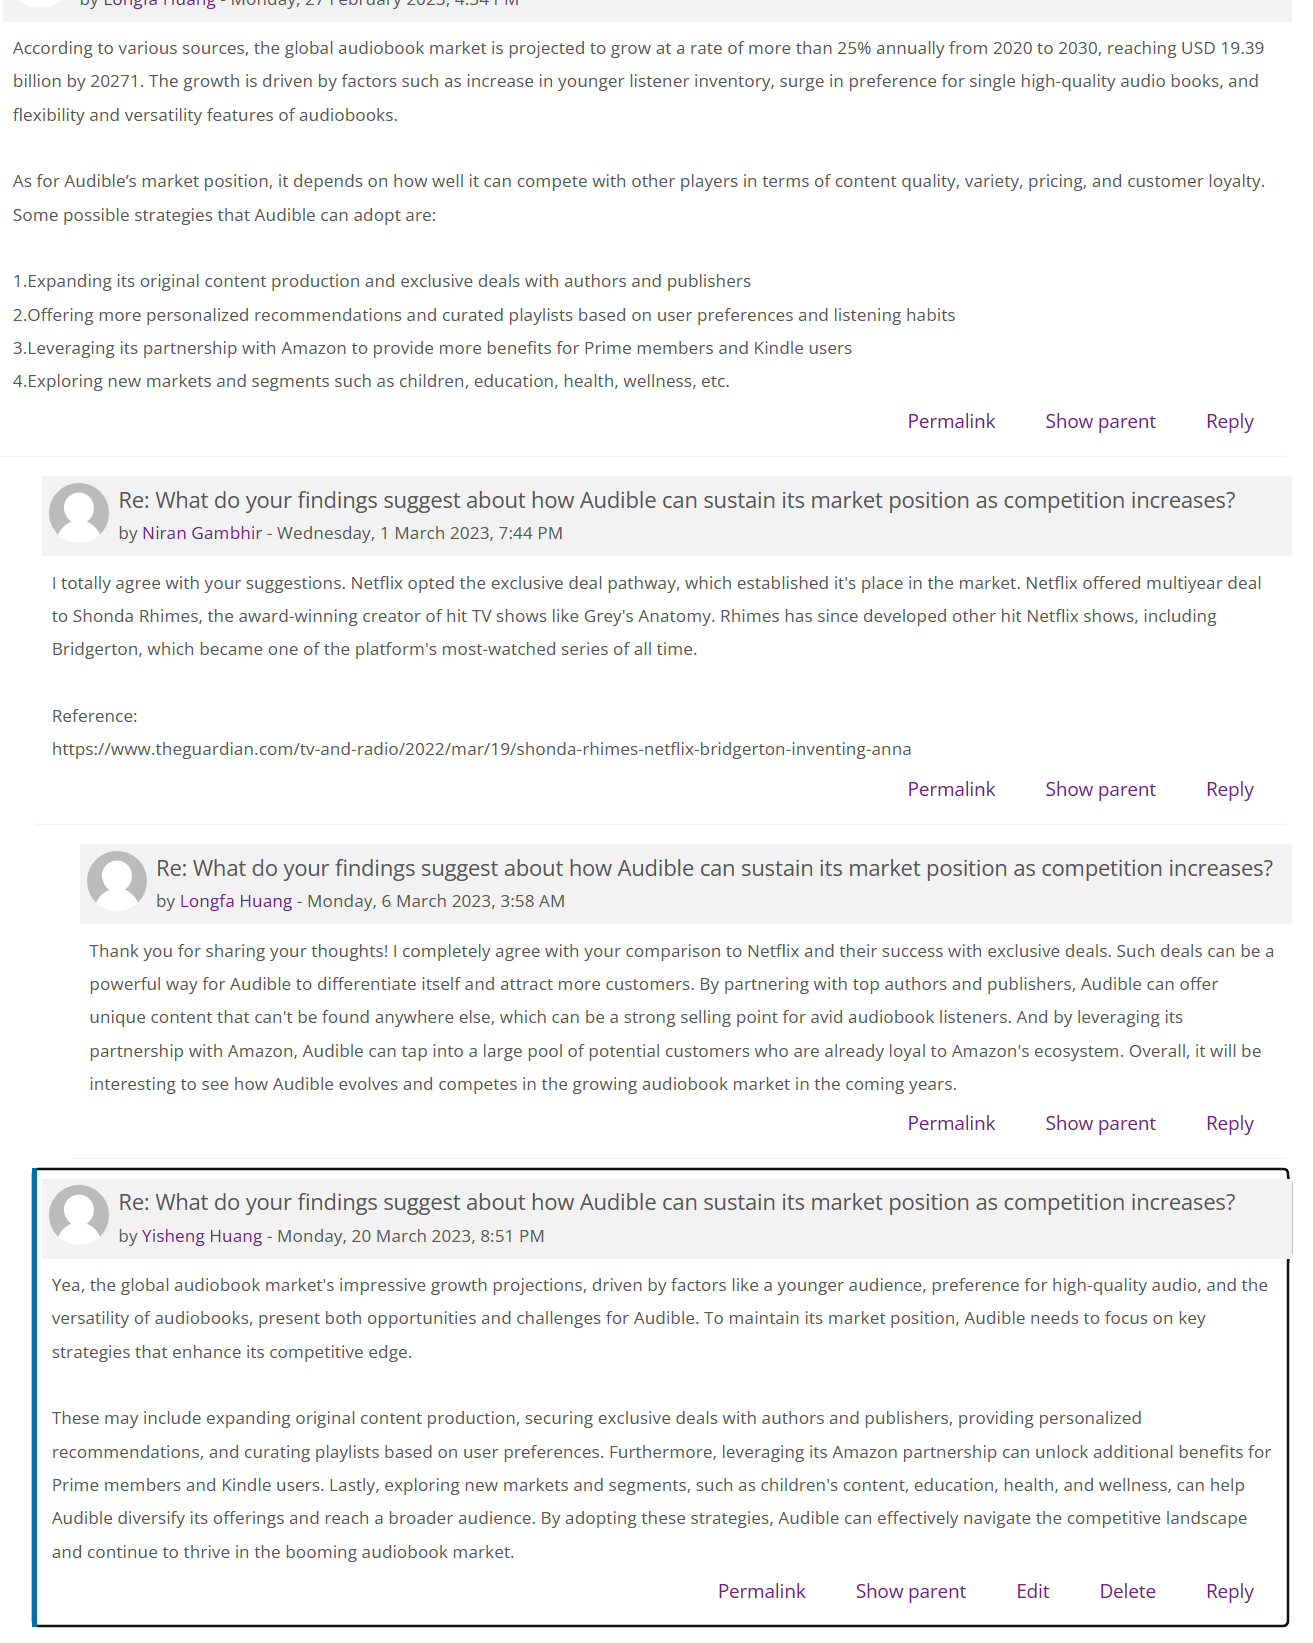 by Longfa Huang - Monday, 27 February 2023, 4:54 PM
According to various sources, the global audiobook market is projected to grow at a rate of more than 25% annually from 2020 to 2030, reaching USD 19.39
billion by 20271. The growth is driven by factors such as increase in younger listener inventory, surge in preference for single high-quality audio books, and
flexibility and versatility features of audiobooks.
As for Audible’s market position, it depends on how well it can compete with other players in terms of content quality, variety, pricing, and customer loyalty.
Some possible strategies that Audible can adopt are:
1.Expanding its original content production and exclusive deals with authors and publishers
2.Offering more personalized recommendations and curated playlists based on user preferences and listening habits
3.Leveraging its partnership with Amazon to provide more benefits for Prime members and Kindle users
4.Exploring new markets and segments such as children, education, health, wellness, etc.
Permalink Show parent Reply
Re: What do your findings suggest about how Audible can sustain its market position as competition increases?
by Niran Gambhir - Wednesday, 1 March 2023, 7:44 PM
I totally agree with your suggestions. Netflix opted the exclusive deal pathway, which established it's place in the market. Netflix offered multiyear deal
to Shonda Rhimes, the award-winning creator of hit TV shows like Grey's Anatomy. Rhimes has since developed other hit Netflix shows, including
Bridgerton, which became one of the platform's most-watched series of all time.
Reference:
https://www.theguardian.com/tv-and-radio/2022/mar/19/shonda-rhimes-netflix-bridgerton-inventing-anna
Permalink Show parent Reply
Re: What do your findings suggest about how Audible can sustain its market position as competition increases?
by Longfa Huang - Monday, 6 March 2023, 3:58 AM
Thank you for sharing your thoughts! I completely agree with your comparison to Netflix and their success with exclusive deals. Such deals can be a
powerful way for Audible to differentiate itself and attract more customers. By partnering with top authors and publishers, Audible can offer
unique content that can't be found anywhere else, which can be a strong selling point for avid audiobook listeners. And by leveraging its
partnership with Amazon, Audible can tap into a large pool of potential customers who are already loyal to Amazon's ecosystem. Overall, it will be
interesting to see how Audible evolves and competes in the growing audiobook market in the coming years.
Permalink Show parent Reply
Re: What do your findings suggest about how Audible can sustain its market position as competition increases?
by Yisheng Huang - Monday, 20 March 2023, 8:51 PM
Yea, the global audiobook market's impressive growth projections, driven by factors like a younger audience, preference for high-quality audio, and the
versatility of audiobooks, present both opportunities and challenges for Audible. To maintain its market position, Audible needs to focus on key
strategies that enhance its competitive edge.
These may include expanding original content production, securing exclusive deals with authors and publishers, providing personalized
recommendations, and curating playlists based on user preferences. Furthermore, leveraging its Amazon partnership can unlock additional benefits for
Prime members and Kindle users. Lastly, exploring new markets and segments, such as children's content, education, health, and wellness, can help
Audible diversify its offerings and reach a broader audience. By adopting these strategies, Audible can effectively navigate the competitive landscape
and continue to thrive in the booming audiobook market.
Permalink Show parent Edit Delete Reply